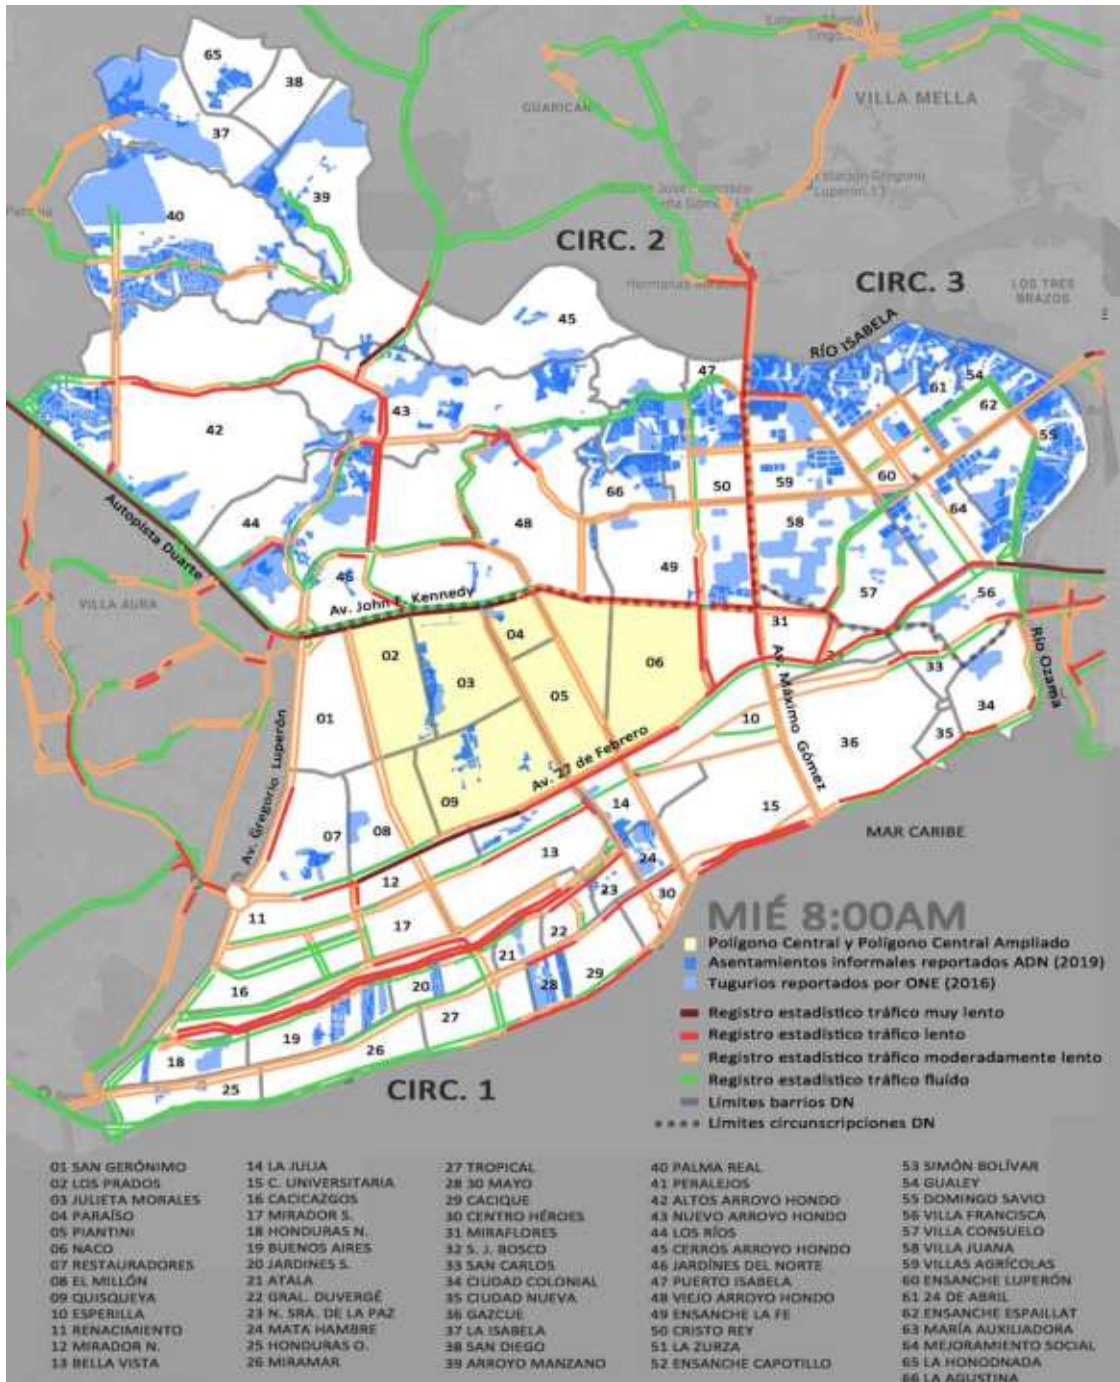 VILLA MELLA
GUARICAN
Estación Gregorio
Luperón 13
CIRC. 2
CIRC. 3
LOS TRES
BRAZOS
RÍO ISABELA
65
38
37
39
40
45
47
54
61
62
55
43
42
66
50
59
60
64
44
48
58
Autopista Duarte
46
49
57
56
VILLA AURA
Av. John F. Kennedy
31
04
02
03
06
33
Río Ozama
01
05
34
Av. Gregorio Luperón
10
Av. Máximo Gómez
36
35
Av. 27 de Febrero
09
14
15
07
08
13
24
MAR CARIBE
12
23
30
11
17
22
21
16
20
28
29
27
19
26
18
25
CIRC. 1
MIÉ 8:00AM
Polígono Central y Polígono Central Ampliado
Asentamientos informales reportados ADN (2019)
Tugurios reportados por ONE (2016)
Registro estadístico tráfico muy lento
Registro estadístico tráfico lento
Registro estadístico tráfico moderadamente lento
Registro estadístico tráfico fluído
Límites barrios DN
Límites circunscripciones DN
01 SAN GERÓNIMO
02 LOS PRADOS
03 JULIETA MORALES
04 PARAÍSO
05 PIANTINI
06 NACO
07 RESTAURADORES
08 EL MILLÓN
09 QUISQUEYA
10 ESPERILLA
11 RENACIMIENTO
12 MIRADOR N.
13 BELLA VISTA
14 LA JULIA
15 C. UNIVERSITARIA
16 CACICAZGOS
17 MIRADOR S.
18 HONDURAS N.
19 BUENOS AIRES
20 JARDINES S.
21 ATALA
22 GRAL. DUVERGÉ
23 N. SRA. DE LA PAZ
24 MATA HAMBRE
25 HONDURAS O.
26 MIRAMAR
27 TROPICAL
28 30 MAYO
29 CACIQUE
30 CENTRO HÉROES
31 MIRAFLORES
32 S. J. BOSCO
33 SAN CARLOS
34 CIUDAD COLONIAL
35 CIUDAD NUEVA
36 GAZCUE
37 LA ISABELA
38 SAN DIEGO
39 ARROYO MANZANO
40 PALMA REAL
41 PERALEJOS
42 ALTOS ARROYO HONDO
43 NUEVO ARROYO HONDO
44 LOS RÍOS
45 CERROS ARROYO HONDO
46 JARDÍNES DEL NORTE
47 PUERTO ISABELA
48 VIEJO ARROYO HONDO
49 ENSANCHE LA FE
50 CRISTO REY
51 LA ZURZA
52 ENSANCHE CAPOTILLO
53 SIMÓN BOLÍVAR
54 GUALEY
55 DOMINGO SAVIO
56 VILLA FRANCISCA
57 VILLA CONSUELO
58 VILLA JUANA
59 VILLAS AGRÍCOLAS
60 ENSANCHE LUPERÓN
61 24 DE ABRIL
62 ENSANCHE ESPAILLAT
63 MARÍA AUXILIADORA
64 MEJORAMIENTO SOCIAL
65 LA HONODNADA
66 LA AGUSTINA